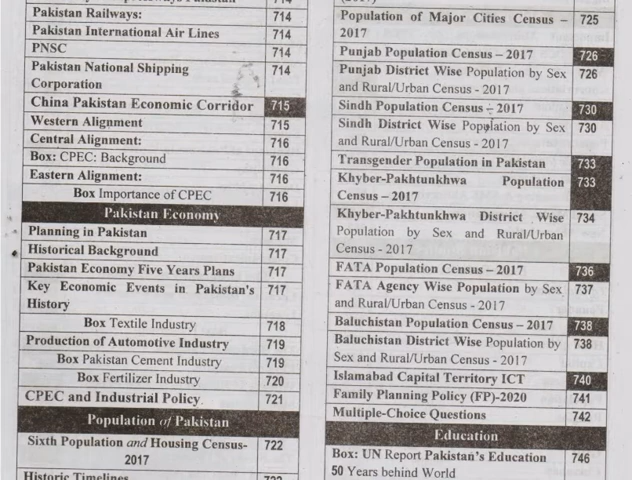 714
Pakistan Railways: 714
Pakistan International Air Lines 714
PNSC 714
Pakistan National Shipping 714
Corporation
China Pakistan Economic Corridor 715
Western Alignment 715
Central Alignment: 716
Box: CPEC: Background 716
Eastern Alignment: 716
Box Importance of CPEC 716
Pakistan Economy
Planning in Pakistan 717
Historical Background 717
Pakistan Economy Five Years Plans 717
Key Economic Events in Pakistan's 717
History
Box Textile Industry 718
Production of Automotive Industry 719
Box Pakistan Cement Industry 719
Box Fertilizer Industry 720
CPEC and Industrial Policy 721
Population of Pakistan
Sixth Population and Housing Census- 722
2017
Historic Timelines
Population of Major Cities Census – 725
2017
Punjab Population Census – 2017 726
Punjab District Wise Population by Sex 726
and Rural/Urban Census - 2017
Sindh Population Census – 2017 730
Sindh District Wise Population by Sex 730
and Rural/Urban Census - 2017
Transgender Population in Pakistan 733
Khyber-Pakhtunkhwa Population 733
Census – 2017
Khyber-Pakhtunkhwa District Wise 734
Population by Sex and Rural/Urban
Census - 2017
FATA Population Census – 2017 736
FATA Agency Wise Population by Sex 737
and Rural/Urban Census - 2017
Baluchistan Population Census – 2017 738
Baluchistan District Wise Population by 738
Sex and Rural/Urban Census - 2017
Islamabad Capital Territory ICT 740
Family Planning Policy (FP)-2020 741
Multiple-Choice Questions 742
Education
Box: UN Report Pakistan's Education 746
50 Years behind World